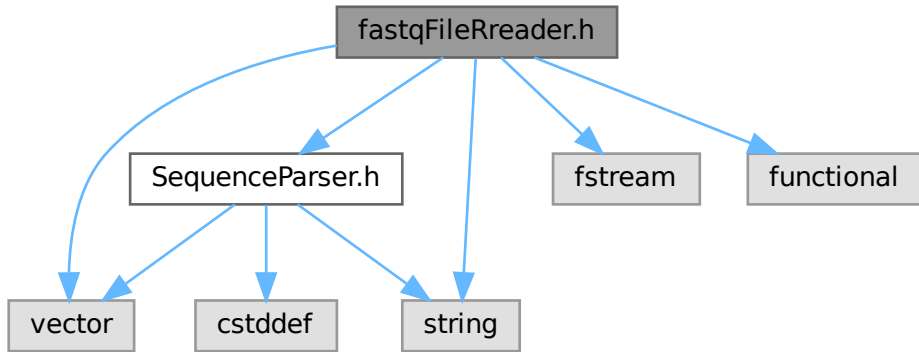 fastqFileRreader.h
SequenceParser.h
fstream
functional
vector
cstddef
string